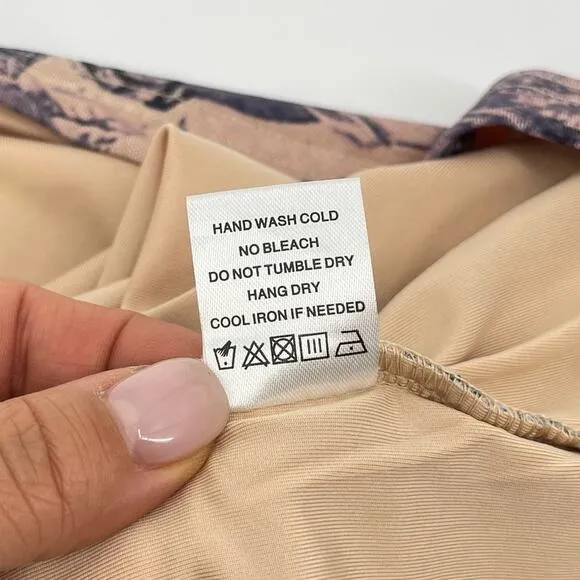 HAND WASH COLD
NO BLEACH
DO NOT TUMBLE DRY
HANG DRY
COOL IRON IF NEEDED